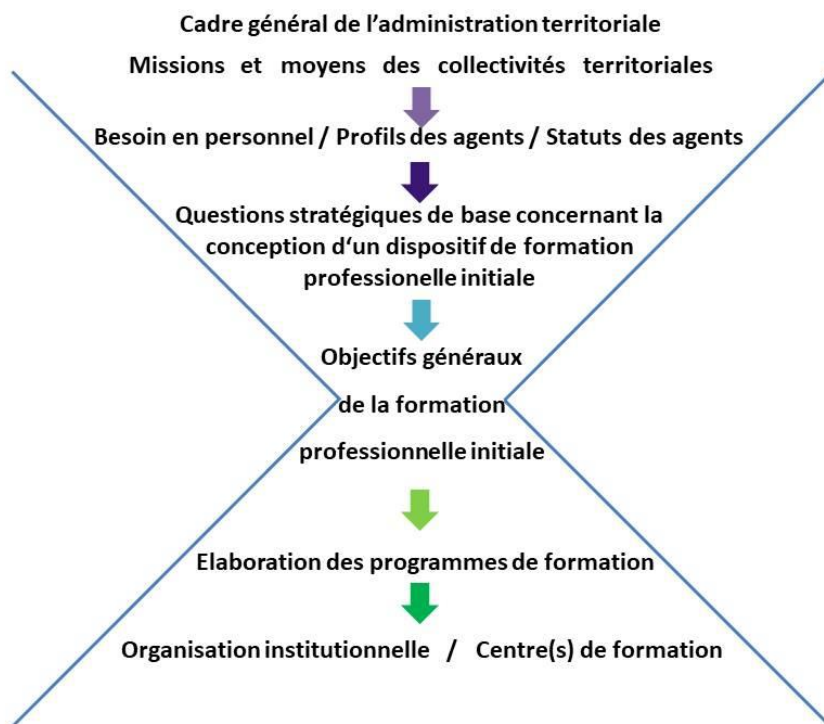 Cadre général de l'administration territoriale
Missions et moyens des collectivités territoriales
Besoin en personnel / Profils des agents / Statuts des agents
Questions stratégiques de base concernant la
conception d‘un dispositif de formation
professionelle initiale
Objectifs généraux
de la formation
professionnelle initiale
Elaboration des programmes de formation
Organisation institutionnelle / Centre(s) de formation